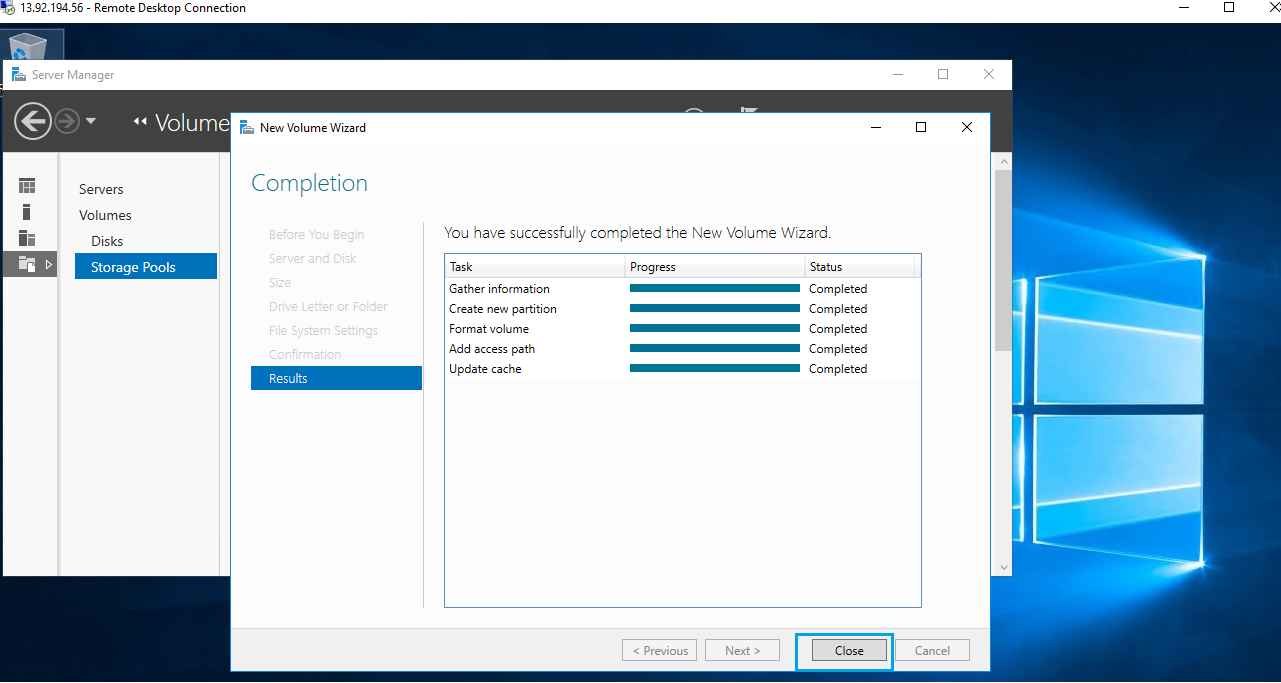 13.92.194.56 - Remote Desktop Connection
Server Manager
Volume
New Volume Wizard
Completion
Servers
Volumes
Disks
Storage Pools
Before You Begin
Server and Disk
Size
Drive Letter or Folder
File System Settings
Confirmation
Results
You have successfully completed the New Volume Wizard.
Task Progress Status
Gather information Completed
Create new partition Completed
Format volume Completed
Add access path Completed
Update cache Completed
< Previous Next > Close Cancel